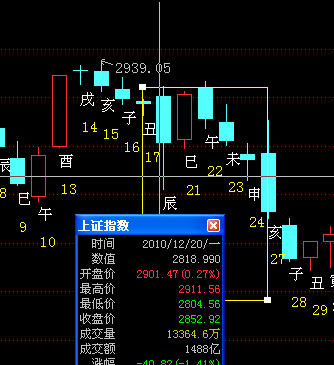 2939.05
戌
亥
子
丑
14
15
16
17
辰
巳
午
酉
8
9
10
13
巳
午
未
申
辰
21
22
23
24
亥
子
丑
27
28
29
上证指数
时间 2010/12/20/一
数值 2818.990
开盘价 2901.47(0.27%)
最高价 2911.56
最低价 2804.56
收盘价 2852.92
成交量 13364.6万
成交额 1488亿
涨幅 -40.82(-1.41%)